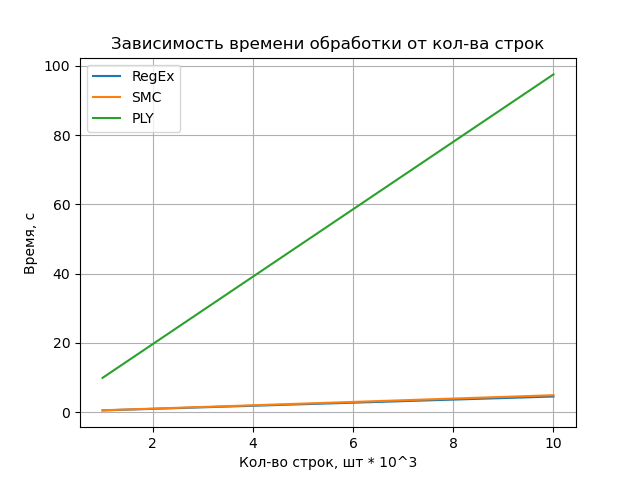 Зависимость времени обработки от кол-ва строк
RegEx
SMC
PLY
100
80
60
40
20
0
Время, с
2
4
6
8
10
Кол-во строк, шт * 10^3